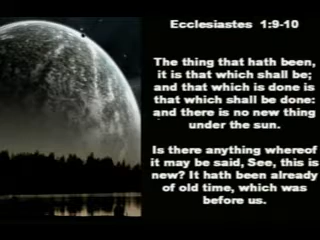 Ecclesiastes 1:9-10
The thing that hath been,
it is that which shall be;
and that which is done is
that which shall be done:
and there is no new thing
under the sun.
Is there anything whereof
it may be said, See, this is
new? It hath been already
of old time, which was
before us.